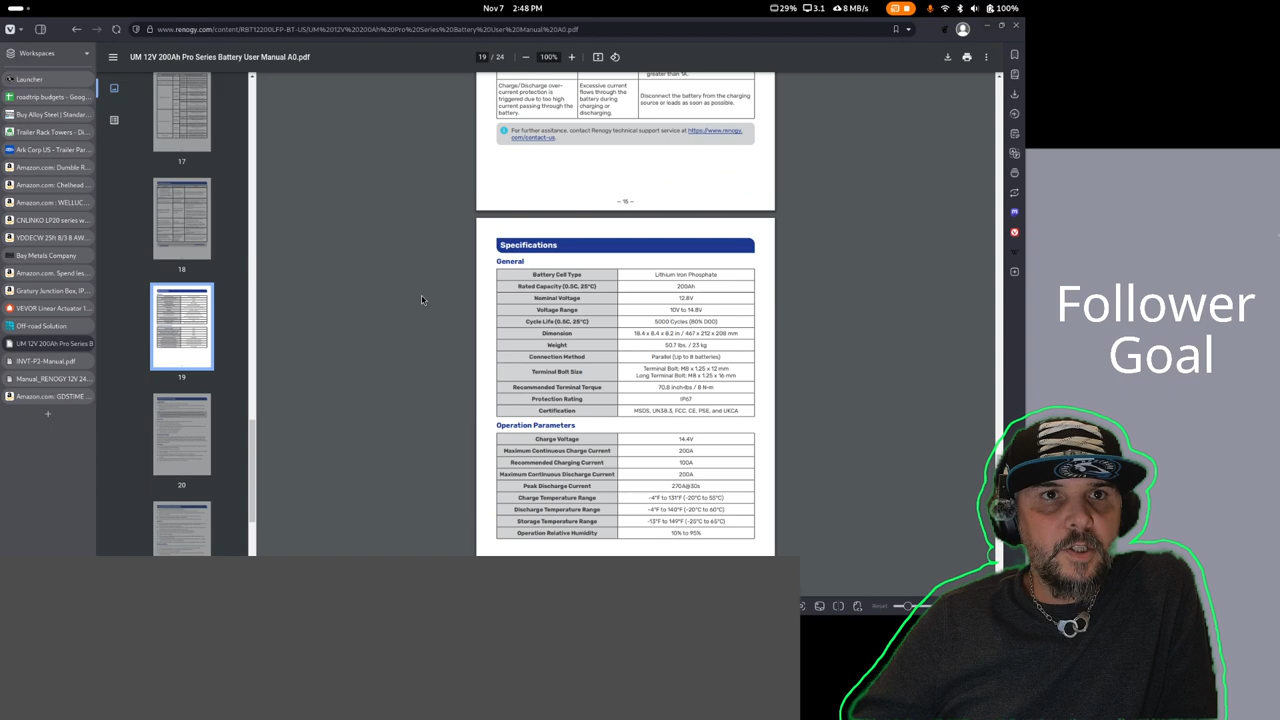 Nov 7 2:48 PM
29% 3.1 8 MB/s 100%
www.renogy.com/content/RBT12200LFP-BT-US/UM%2012V%20200Ah%20Pro%20Series%20Battery%20User%20Manual%20A0.pdf
Workspaces
Launcher
roadtrip budgets - Goog...
Buy Alloy Steel | Standar...
Trailer Rack Towers - Di...
Ark Corp US - Trailer Par...
Amazon.com: Dumble R...
Amazon.com: Chelhead ...
Amazon.com : WELLUC...
CNLINKO LP20 series w...
YDDECW 25ft 8/3 8 AW...
Bay Metals Company
Amazon.com. Spend les...
Gratury Junction Box, IP...
VEVOR Linear Actuator 1...
Off-road Solution
UM 12V 200Ah Pro Series B
INVT-P2-Manual.pdf
Manual_RENOGY 12V 24...
Amazon.com: GDSTIME ...
UM 12V 200Ah Pro Series Battery User Manual A0.pdf
19 / 24 100%
17
18
19
20
greater than 1A.
Charge/Discharge over-
current protection is
triggered due to too high
current passing through the
battery.
Excessive current
flows through the
battery during
charging or
discharging.
Disconnect the battery from the charging
source or loads as soon as possible.
For further assitance, contact Renogy technical support service at https://www.renogy.
com/contact-us.
— 15 —
Specifications
General
Battery Cell Type Lithium Iron Phosphate
Rated Capacity (0.5C, 25°C) 200Ah
Nominal Voltage 12.8V
Voltage Range 10V to 14.8V
Cycle Life (0.5C, 25°C) 5000 Cycles (80% DOD)
Dimension 18.4 x 8.4 x 8.2 in / 467 x 212 x 208 mm
Weight 50.7 lbs. / 23 kg
Connection Method Parallel (Up to 8 batteries)
Terminal Bolt Size
Terminal Bolt: M8 x 1.25 x 12 mm
Long Terminal Bolt: M8 x 1.25 x 16 mm
Recommended Terminal Torque 70.8 inch·lbs / 8 N·m
Protection Rating IP67
Certification MSDS, UN38.3, FCC, CE, PSE, and UKCA
Operation Parameters
Charge Voltage 14.4V
Maximum Continuous Charge Current 200A
Recommended Charging Current 100A
Maximum Continuous Discharge Current 200A
Peak Discharge Current 270A@30s
Charge Temperature Range -4°F to 131°F (-20°C to 55°C)
Discharge Temperature Range -4°F to 140°F (-20°C to 60°C)
Storage Temperature Range -13°F to 149°F (-25°C to 65°C)
Operation Relative Humidity 10% to 95%
Reset
Follower
Goal